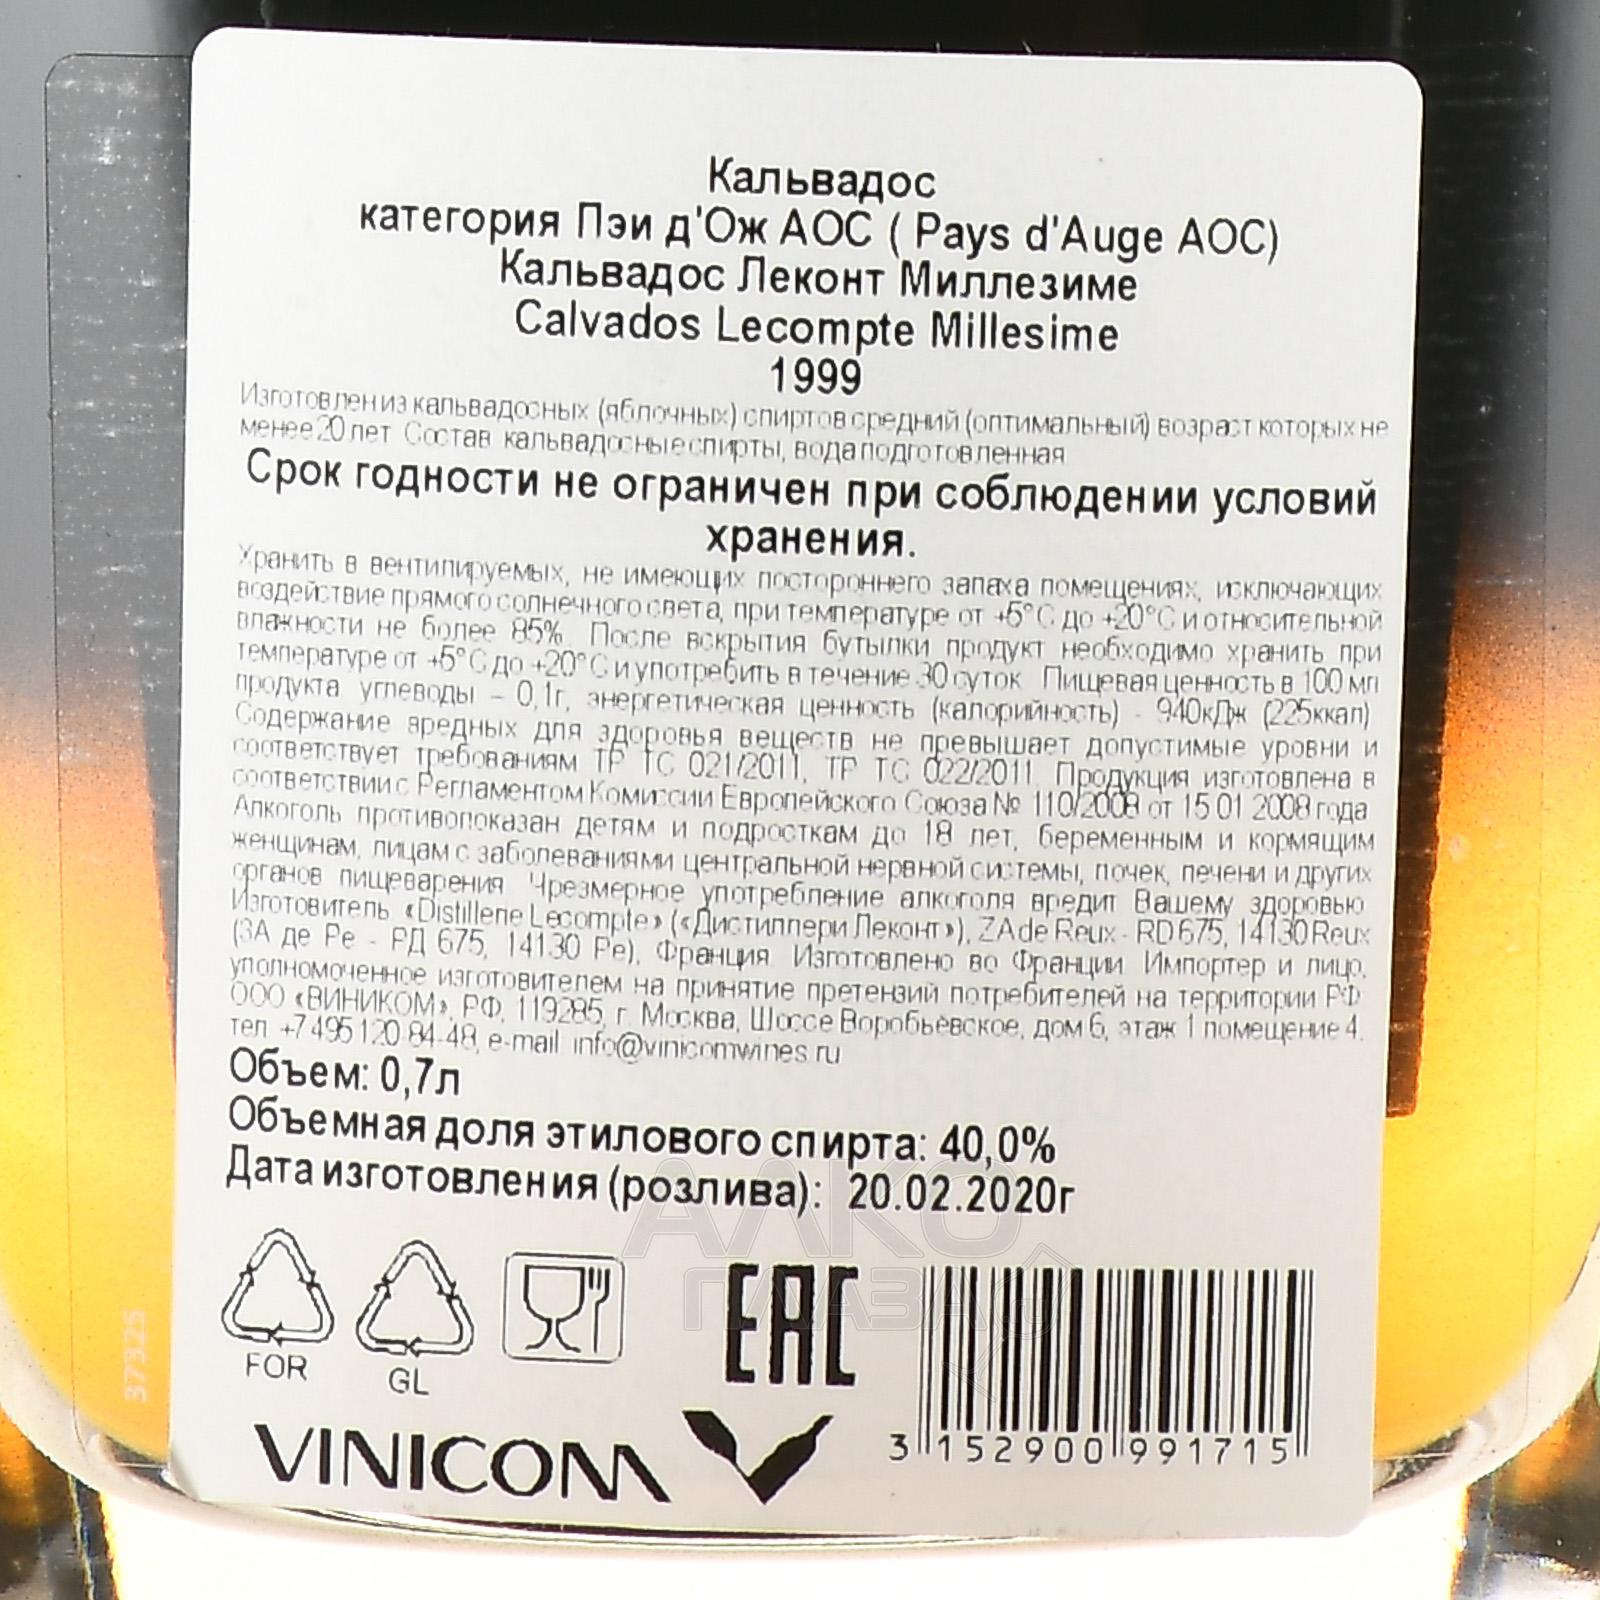 Кальвадос
категория Пэи д'Ож АОС ( Pays d'Auge AOC)
Кальвадос Леконт Миллезиме
Calvados Lecompte Millesime
1999
Изготовлен из кальвадосных (яблочных) спиртов средний (оптимальный) возраст которых не
менее 20 лет. Состав: кальвадосные спирты, вода подготовленная.
Срок годности не ограничен при соблюдении условий
хранения.
Хранить в вентилируемых, не имеющих постороннего запаха помещениях, исключающих
воздействие прямого солнечного света, при температуре от +5°С до +20°С и относительной
влажности не более 85%. После вскрытия бутылки продукт необходимо хранить при
температуре от +5°С до +20°С и употребить в течение 30 суток. Пищевая ценность в 100 мл
продукта: углеводы – 0,1г, энергетическая ценность (калорийность) - 940кДж (225ккал).
Содержание вредных для здоровья веществ не превышает допустимые уровни и
соответствует требованиям ТР ТС 021/2011, ТР ТС 022/2011. Продукция изготовлена в
соответствии с Регламентом Комиссии Европейского Союза № 110/2008 от 15.01.2008 года.
Алкоголь противопоказан детям и подросткам до 18 лет, беременным и кормящим
женщинам, лицам с заболеваниями центральной нервной системы, почек, печени и других
органов пищеварения. Чрезмерное употребление алкоголя вредит Вашему здоровью.
Изготовитель: «Distillerie Lecompte» («Дистиллери Леконт»), ZA de Reux - RD 675, 14130 Reux
(ЗА де Ре - РД 675, 14130 Ре), Франция. Изготовлено во Франции. Импортер и лицо,
уполномоченное изготовителем на принятие претензий потребителей на территории РФ:
ООО «ВИНИКОМ», РФ, 119285, г. Москва, Шоссе Воробьёвское, дом 6, этаж 1 помещение 4.
тел. +7 495 120 84-48, e-mail: info@vinicomwines.ru
Объем: 0,7л
Объемная доля этилового спирта: 40,0%
Дата изготовления (розлива): 20.02.2020г
АЛКО
ПЛАЗА
FOR
GL
EAC
VINICOM
3 152900 991715
37325